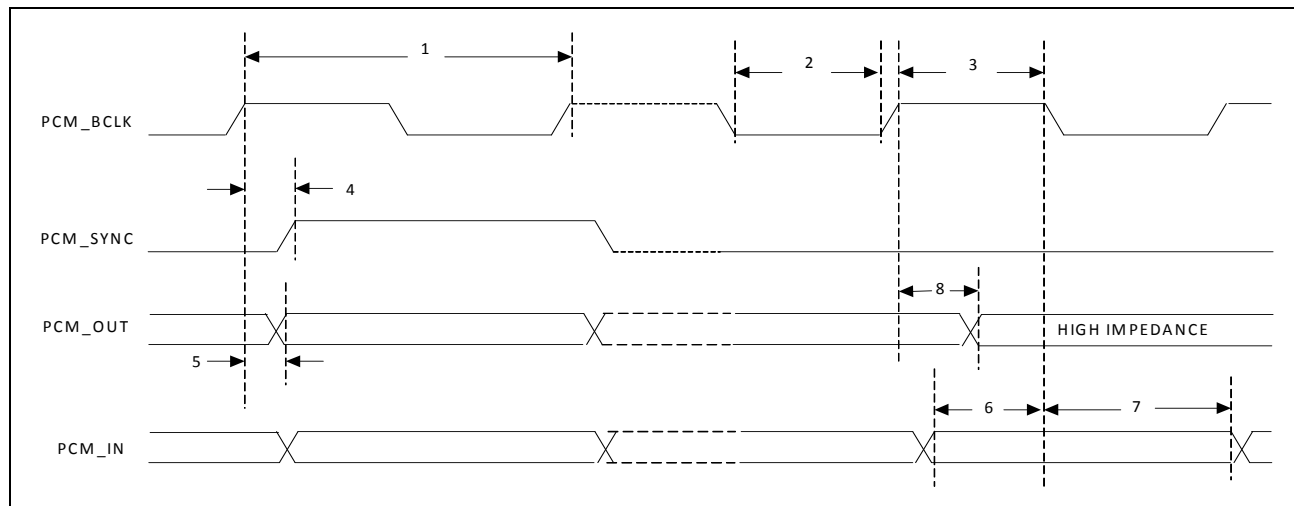 1
2
3
PCM_BCLK
4
PCM_SYNC
8
PCM_OUT
HIGH IMPEDANCE
5
6
7
PCM_IN